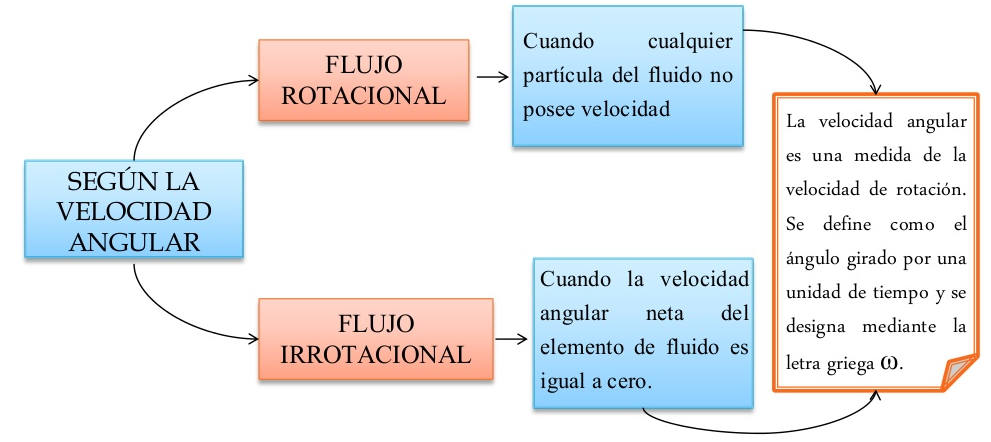 SEGÚN LA
VELOCIDAD
ANGULAR
FLUJO
ROTACIONAL
Cuando cualquier
partícula del fluido no
posee velocidad
FLUJO
IRROTACIONAL
Cuando la velocidad
angular neta del
elemento de fluido es
igual a cero.
La velocidad angular
es una medida de la
velocidad de rotación.
Se define como el
ángulo girado por una
unidad de tiempo y se
designa mediante la
letra griega ω.